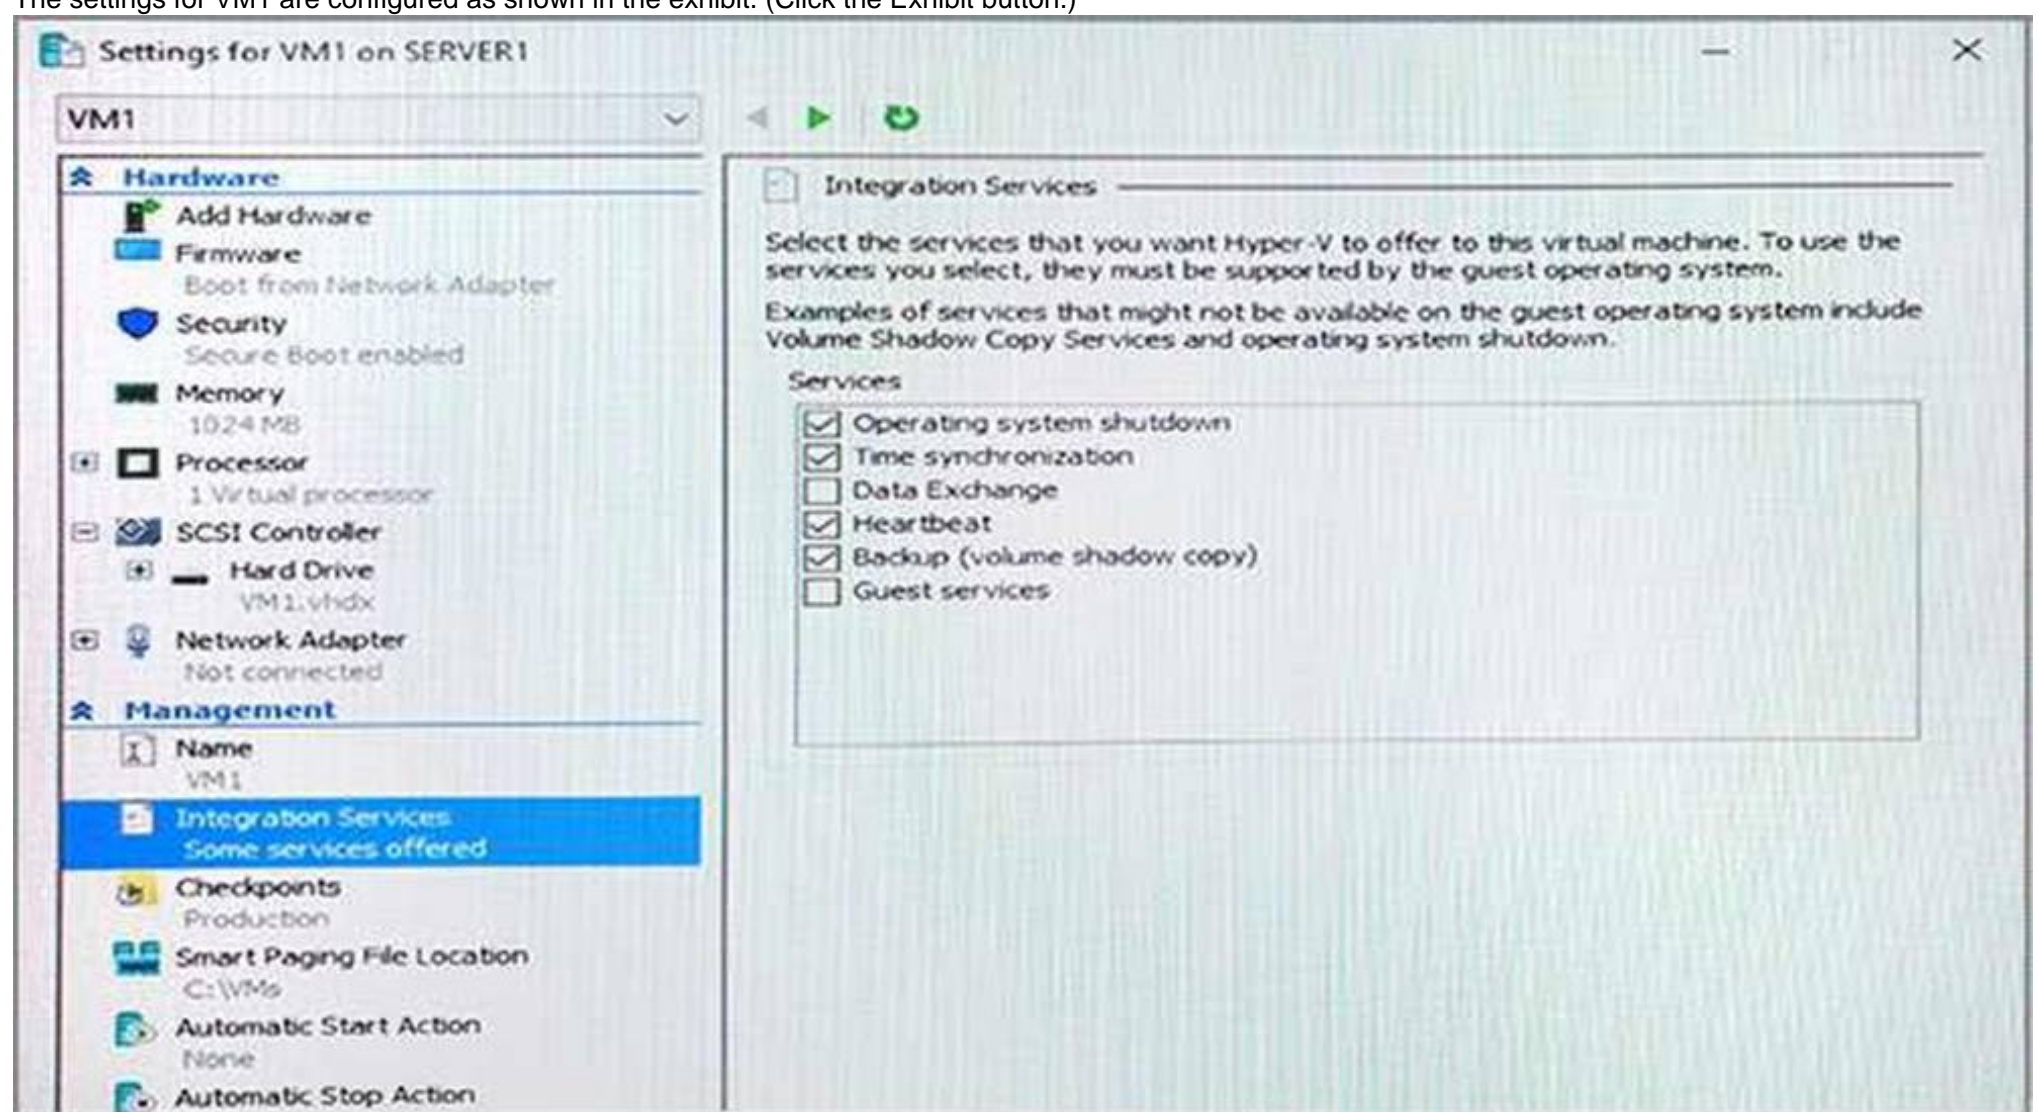 The settings for VM1 are configured as shown in the exhibit. (Click the Exhibit button.)
Settings for VM1 on SERVER1
VM1
Hardware
Add Hardware
Firmware
Boot from Network Adapter
Security
Secure Boot enabled
Memory
1024 MB
Processor
1 Virtual processor
SCSI Controller
Hard Drive
VM1.vhdx
Network Adapter
Not connected
Management
Name
VM1
Integration Services
Some services offered
Checkpoints
Production
Smart Paging File Location
C:\VMs
Automatic Start Action
None
Automatic Stop Action
Integration Services
Select the services that you want Hyper-V to offer to this virtual machine. To use the
services you select, they must be supported by the guest operating system.
Examples of services that might not be available on the guest operating system include
Volume Shadow Copy Services and operating system shutdown.
Services
Operating system shutdown
Time synchronization
Data Exchange
Heartbeat
Backup (volume shadow copy)
Guest services